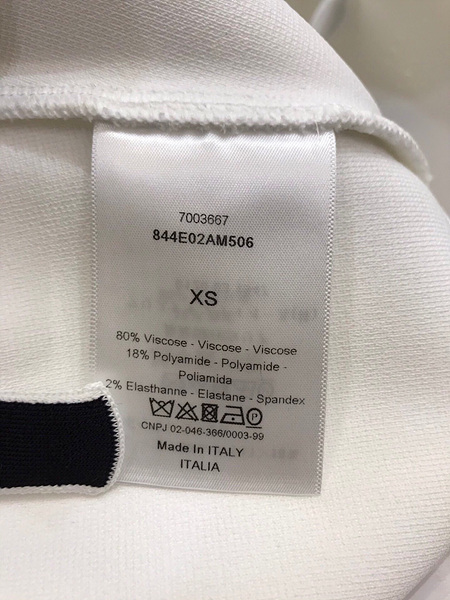 7003667
844E02AM506
XS
80% Viscose - Viscose - Viscose
18% Polyamide - Polyamide -
Poliamida
2% Elasthanne - Elastane - Spandex
P
CNPJ 02-046-366/0003-99
Made In ITALY
ITALIA